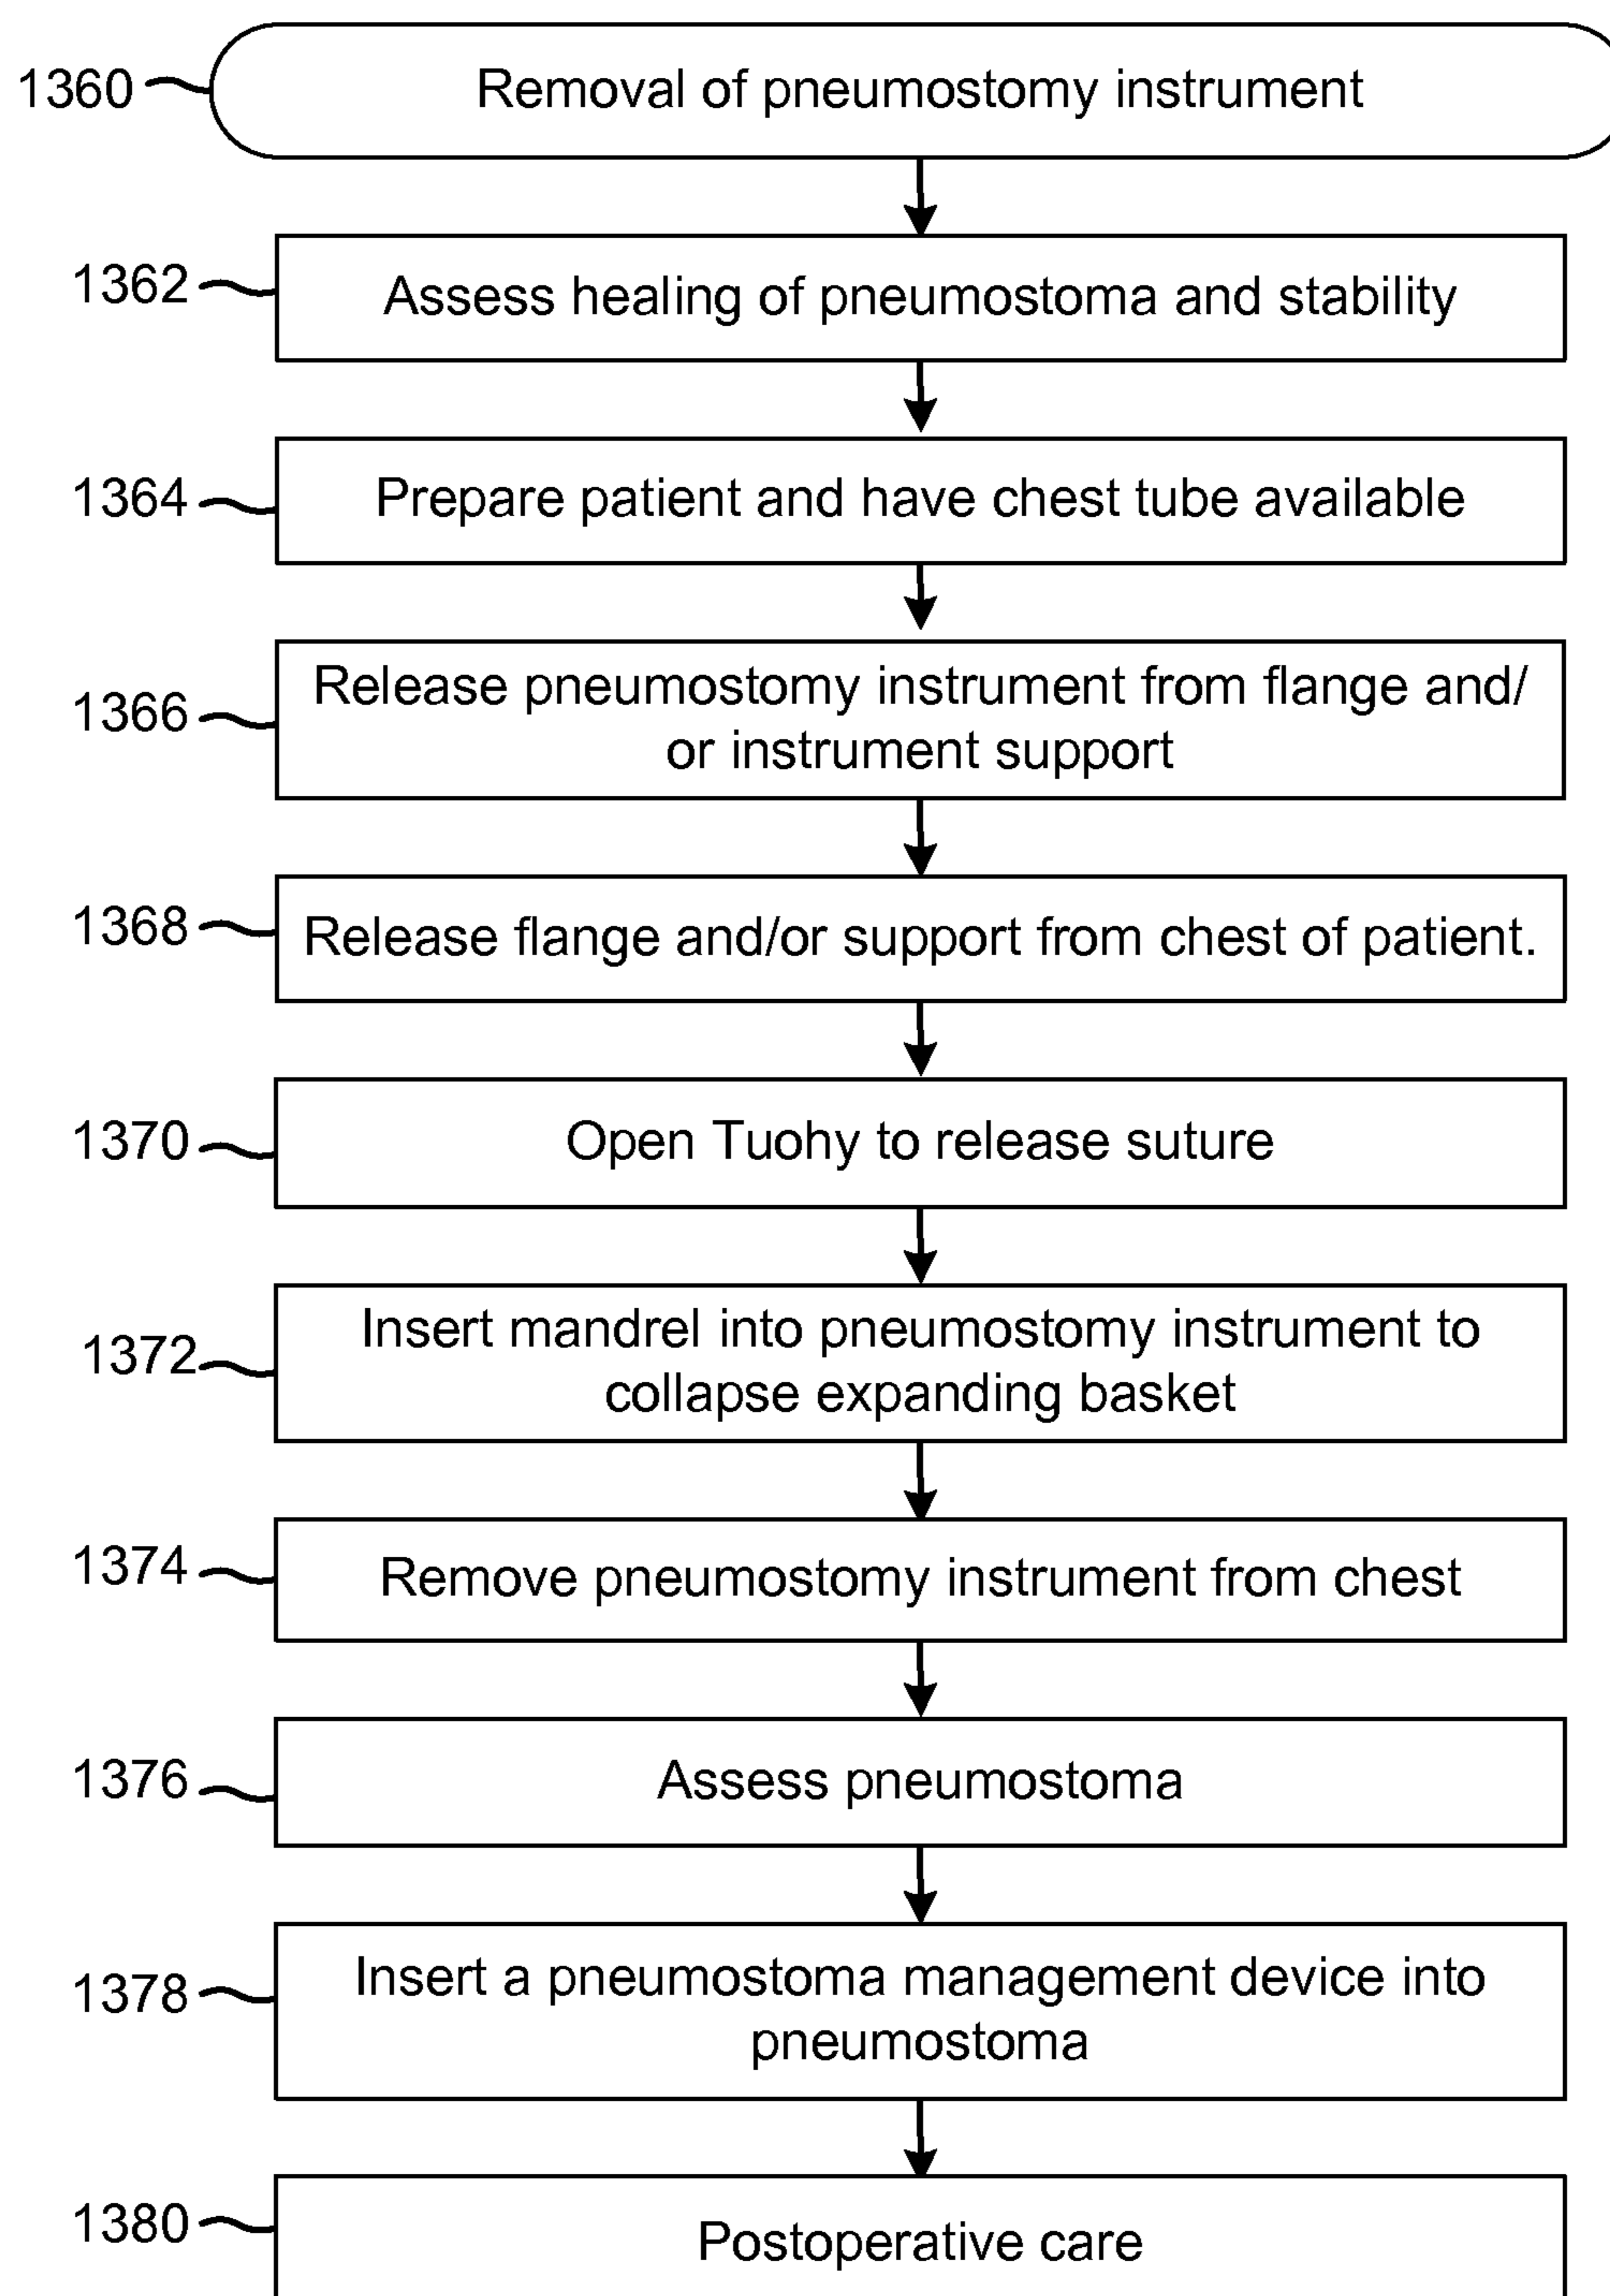 1360 Removal of pneumostomy instrument
1362 Assess healing of pneumostoma and stability
1364 Prepare patient and have chest tube available
1366 Release pneumostomy instrument from flange and/
or instrument support
1368 Release flange and/or support from chest of patient.
1370 Open Tuohy to release suture
1372 Insert mandrel into pneumostomy instrument to
collapse expanding basket
1374 Remove pneumostomy instrument from chest
1376 Assess pneumostoma
1378 Insert a pneumostoma management device into
pneumostoma
1380 Postoperative care